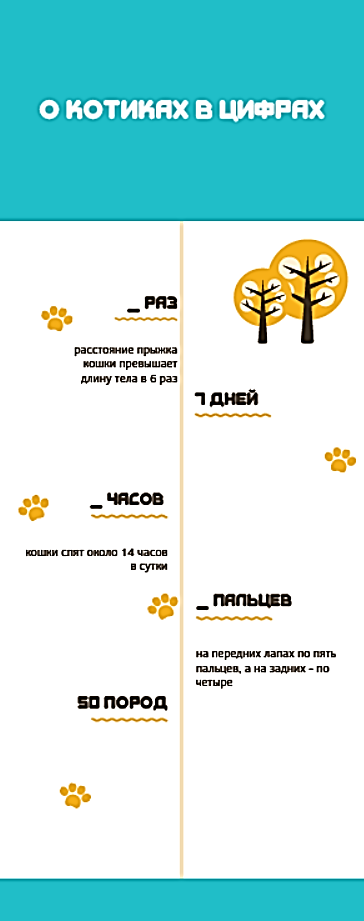 О КОТИКАХ В ЦИФРАХ
_ РАЗ
расстояние прыжка
кошки превышает
длину тела в 6 раз
7 ДНЕЙ
_ ЧАСОВ
кошки спят около 14 часов
в сутки
_ ПАЛЬЦЕВ
на передних лапах по пять
пальцев, а на задних - по
четыре
50 ПОРОД